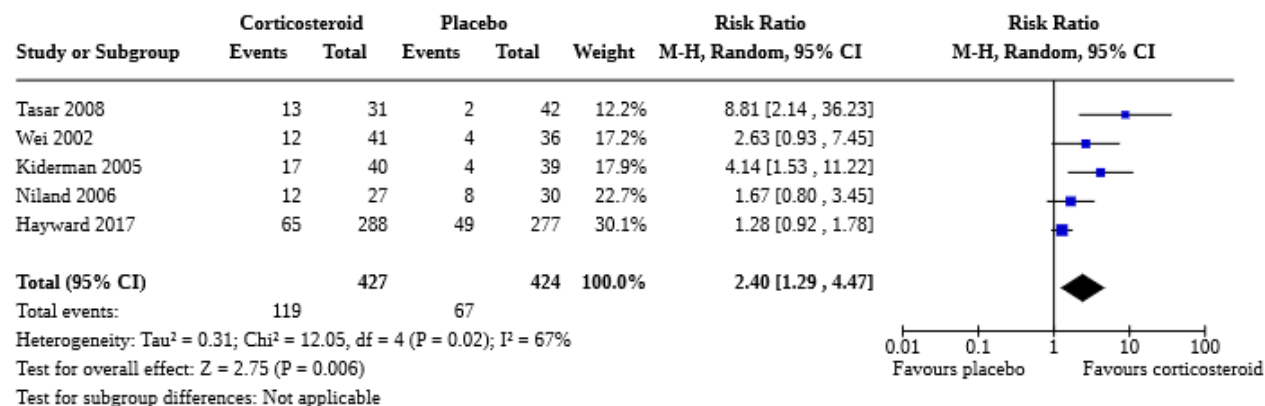 Corticosteroid Placebo Risk Ratio Risk Ratio
Study or Subgroup Events Total Events Total Weight M-H, Random, 95% CI M-H, Random, 95% CI
Tasar 2008 13 31 2 42 12.2% 8.81 [2.14 , 36.23]
Wei 2002 12 41 4 36 17.2% 2.63 [0.93 , 7.45]
Kiderman 2005 17 40 4 39 17.9% 4.14 [1.53 , 11.22]
Niland 2006 12 27 8 30 22.7% 1.67 [0.80 , 3.45]
Hayward 2017 65 288 49 277 30.1% 1.28 [0.92 , 1.78]
Total (95% CI) 427 424 100.0% 2.40 [1.29 , 4.47]
Total events: 119 67
Heterogeneity: Tau² = 0.31; Chi² = 12.05, df = 4 (P = 0.02); I² = 67%
Test for overall effect: Z = 2.75 (P = 0.006)
Test for subgroup differences: Not applicable
0.01 0.1 1 10 100
Favours placebo Favours corticosteroid